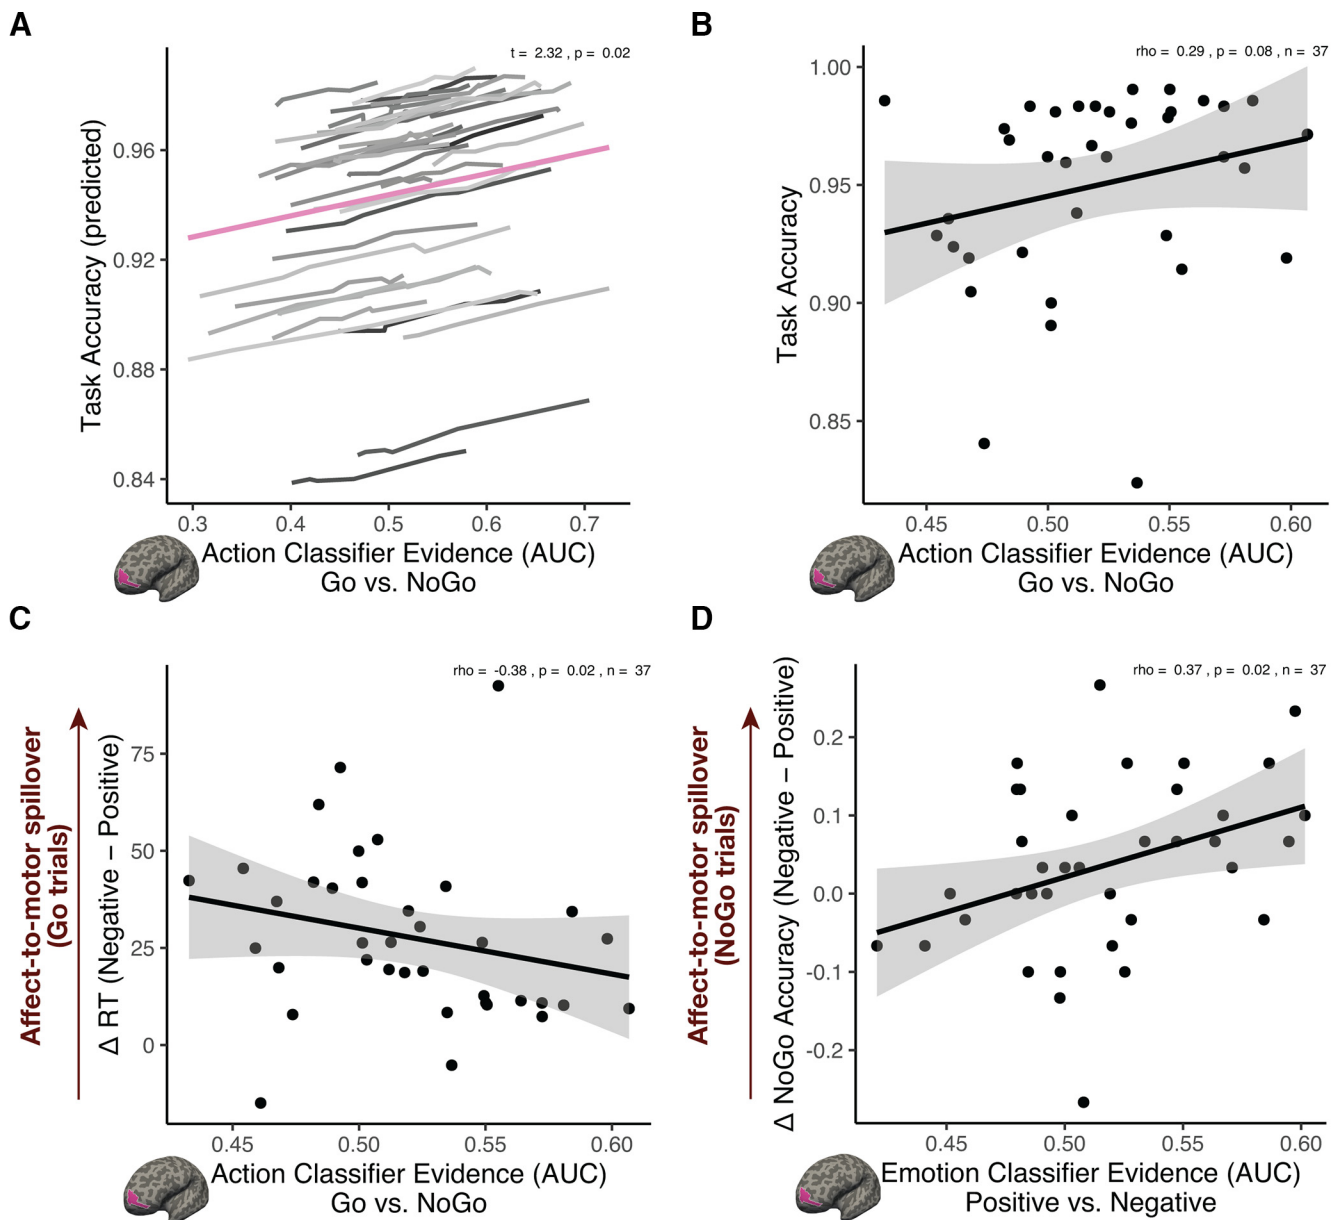 A
t = 2.32 , p = 0.02
Task Accuracy (predicted)
0.96
0.92
0.88
0.84
0.3 0.4 0.5 0.6 0.7
Action Classifier Evidence (AUC)
Go vs. NoGo
B
rho = 0.29 , p = 0.08 , n = 37
Task Accuracy
1.00
0.95
0.90
0.85
0.45 0.50 0.55 0.60
Action Classifier Evidence (AUC)
Go vs. NoGo
C
rho = -0.38 , p = 0.02 , n = 37
Affect-to-motor spillover
(Go trials)
Δ RT (Negative − Positive)
75
50
25
0
0.45 0.50 0.55 0.60
Action Classifier Evidence (AUC)
Go vs. NoGo
D
rho = 0.37 , p = 0.02 , n = 37
Affect-to-motor spillover
(NoGo trials)
Δ NoGo Accuracy (Negative − Positive)
0.2
0.1
0.0
-0.1
-0.2
0.45 0.50 0.55 0.60
Emotion Classifier Evidence (AUC)
Positive vs. Negative